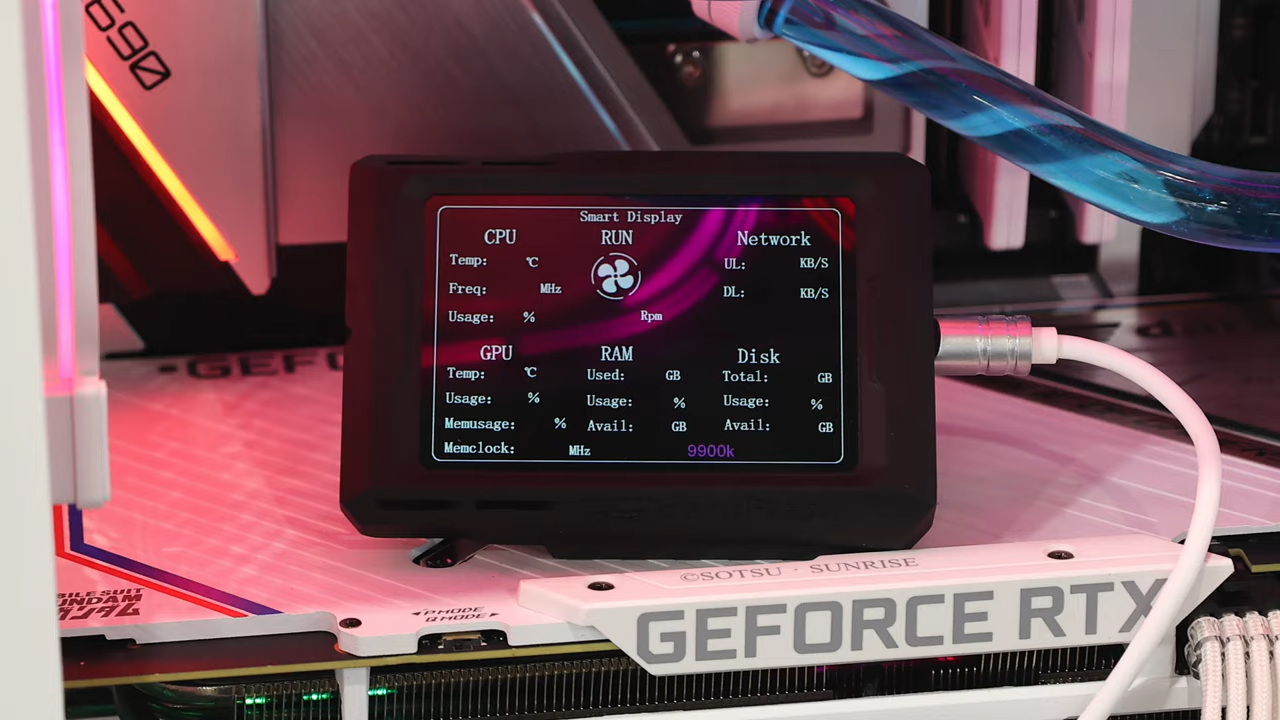 690
Smart Display
CPU
RUN
Network
Temp: ℃
UL: KB/S
Freq: MHz
DL: KB/S
Usage: %
Rpm
GPU
RAM
Disk
Temp: ℃
Used: GB
Total: GB
Usage: %
Usage: %
Usage: %
Memusage: %
Avail: GB
Avail: GB
Memclock: MHz
9900k
©SOTSU · SUNRISE
GEFORCE RTX
P MODE
Q MODE